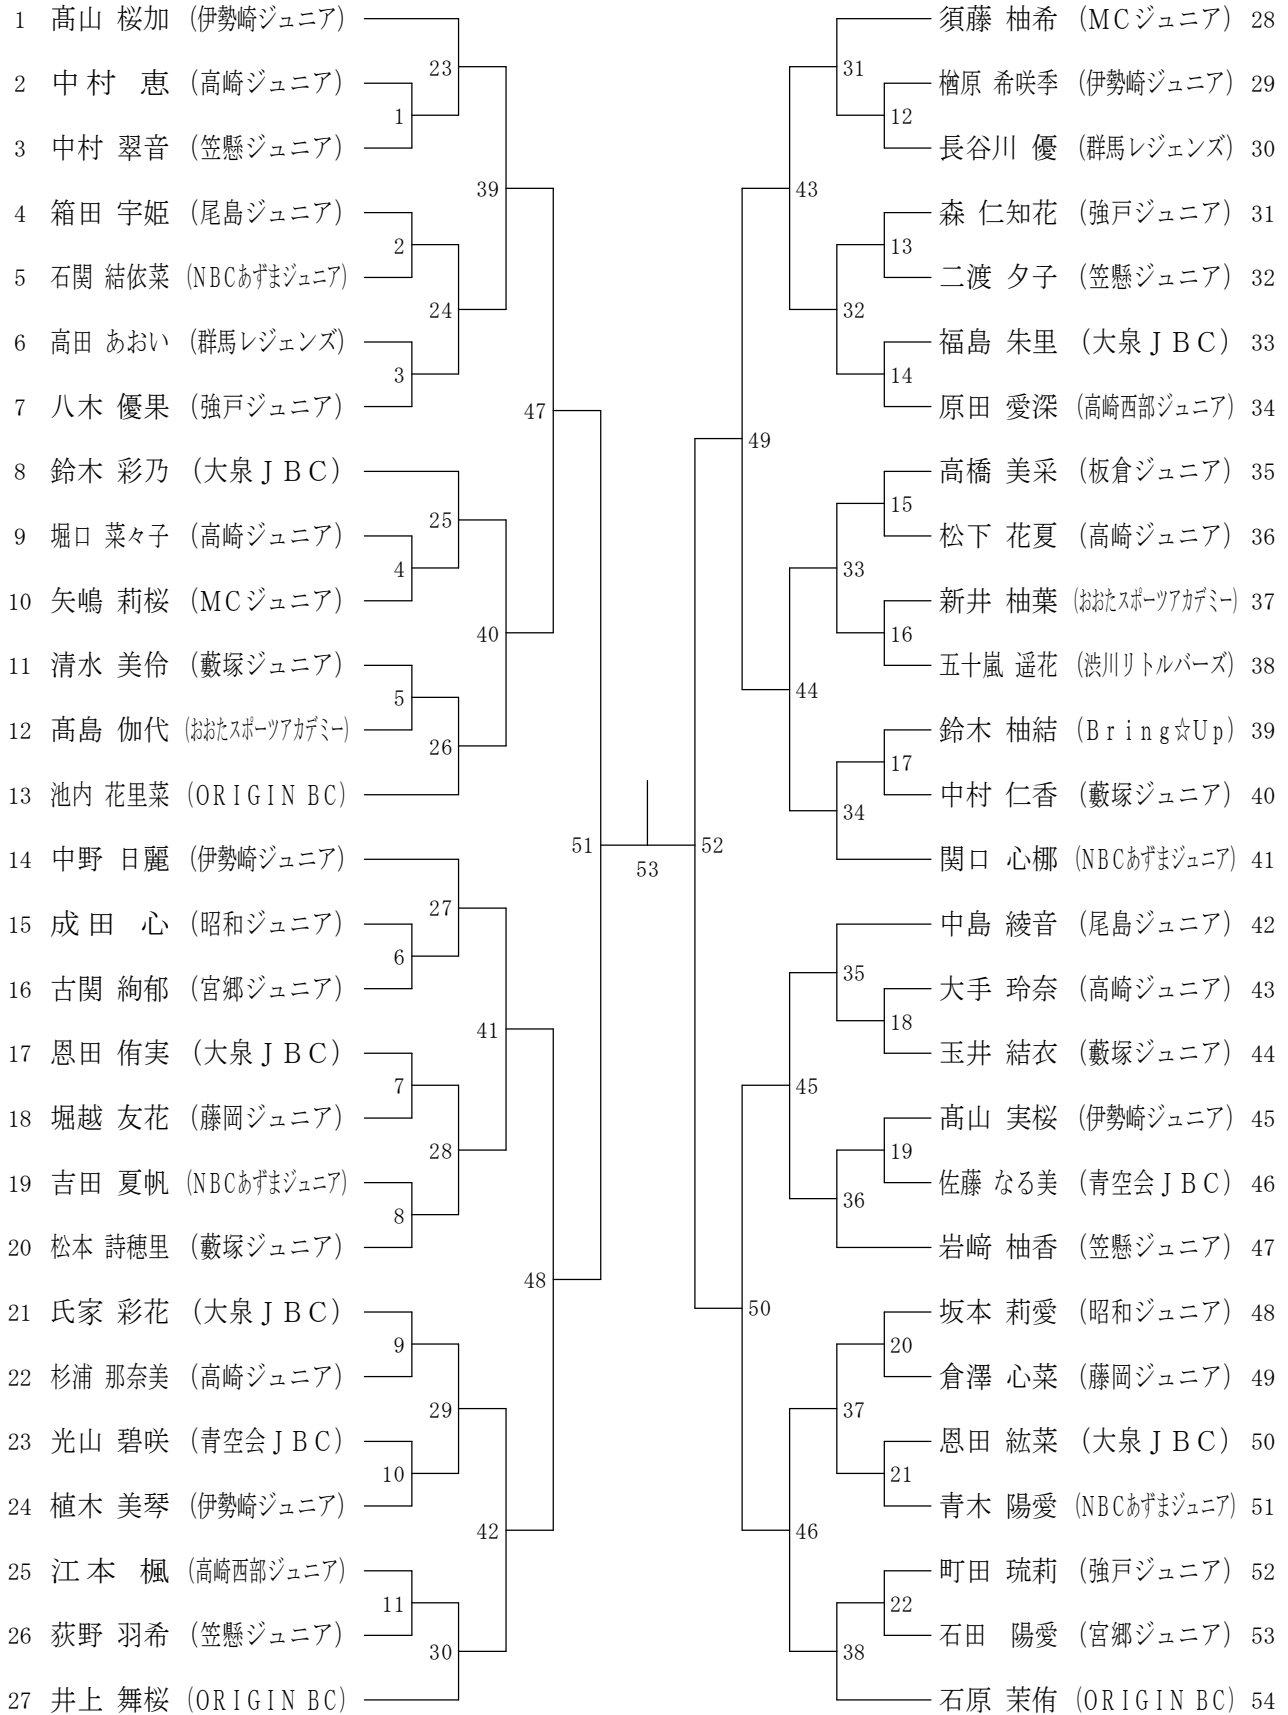 1 髙山 桜加 (伊勢崎ジュニア)
2 中村 恵 (高崎ジュニア)
3 中村 翠音 (笠懸ジュニア)
4 箱田 宇姫 (尾島ジュニア)
5 石関 結依菜 (NBCあずまジュニア)
6 高田 あおい (群馬レジェンズ)
7 八木 優果 (強戸ジュニア)
8 鈴木 彩乃 (大泉ＪＢＣ)
9 堀口 菜々子 (高崎ジュニア)
10 矢嶋 莉桜 (MCジュニア)
11 清水 美伶 (藪塚ジュニア)
12 髙島 伽代 (おおたスポーツアカデミー)
13 池内 花里菜 (ORIGIN BC)
14 中野 日麗 (伊勢崎ジュニア)
15 成田 心 (昭和ジュニア)
16 古関 絢郁 (宮郷ジュニア)
17 恩田 侑実 (大泉ＪＢＣ)
18 堀越 友花 (藤岡ジュニア)
19 吉田 夏帆 (NBCあずまジュニア)
20 松本 詩穂里 (藪塚ジュニア)
21 氏家 彩花 (大泉ＪＢＣ)
22 杉浦 那奈美 (高崎ジュニア)
23 光山 碧咲 (青空会ＪＢＣ)
24 植木 美琴 (伊勢崎ジュニア)
25 江本 楓 (高崎西部ジュニア)
26 荻野 羽希 (笠懸ジュニア)
27 井上 舞桜 (ORIGIN BC)
1
2
3
4
5
6
7
8
9
10
11
23
24
25
26
27
28
29
30
39
40
41
42
47
48
51
53
52
49
50
43
44
45
46
31
32
33
34
35
36
37
38
12
13
14
15
16
17
18
19
20
21
22
須藤 柚希 (MCジュニア) 28
楢原 希咲季 (伊勢崎ジュニア) 29
長谷川 優 (群馬レジェンズ) 30
森 仁知花 (強戸ジュニア) 31
二渡 夕子 (笠懸ジュニア) 32
福島 朱里 (大泉ＪＢＣ) 33
原田 愛深 (高崎西部ジュニア) 34
高橋 美采 (板倉ジュニア) 35
松下 花夏 (高崎ジュニア) 36
新井 柚葉 (おおたスポーツアカデミー) 37
五十嵐 遥花 (渋川リトルバーズ) 38
鈴木 柚結 (Bring☆Up) 39
中村 仁香 (藪塚ジュニア) 40
関口 心梛 (NBCあずまジュニア) 41
中島 綾音 (尾島ジュニア) 42
大手 玲奈 (高崎ジュニア) 43
玉井 結衣 (藪塚ジュニア) 44
髙山 実桜 (伊勢崎ジュニア) 45
佐藤 なる美 (青空会ＪＢＣ) 46
岩﨑 柚香 (笠懸ジュニア) 47
坂本 莉愛 (昭和ジュニア) 48
倉澤 心菜 (藤岡ジュニア) 49
恩田 紘菜 (大泉ＪＢＣ) 50
青木 陽愛 (NBCあずまジュニア) 51
町田 琉莉 (強戸ジュニア) 52
石田 陽愛 (宮郷ジュニア) 53
石原 茉侑 (ORIGIN BC) 54